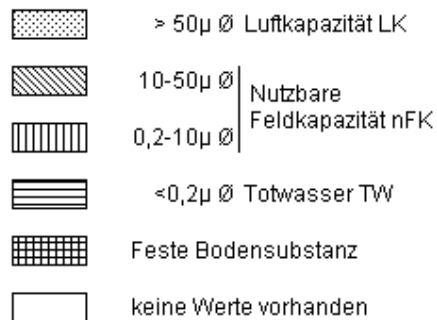 > 50µ Ø Luftkapazität LK
10-50µ Ø
Nutzbare
Feldkapazität nFK
0,2-10µ Ø
<0,2µ Ø Totwasser TW
Feste Bodensubstanz
keine Werte vorhanden